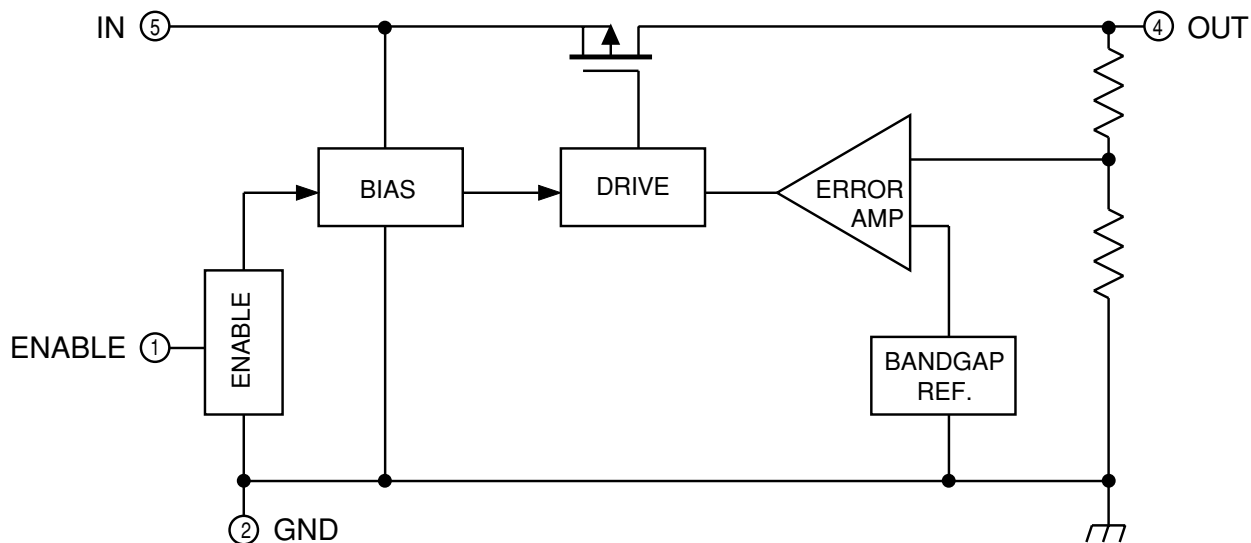 IN 5
4 OUT
BIAS
DRIVE
ERROR
AMP
ENABLE 1
ENABLE
BANDGAP
REF.
2 GND